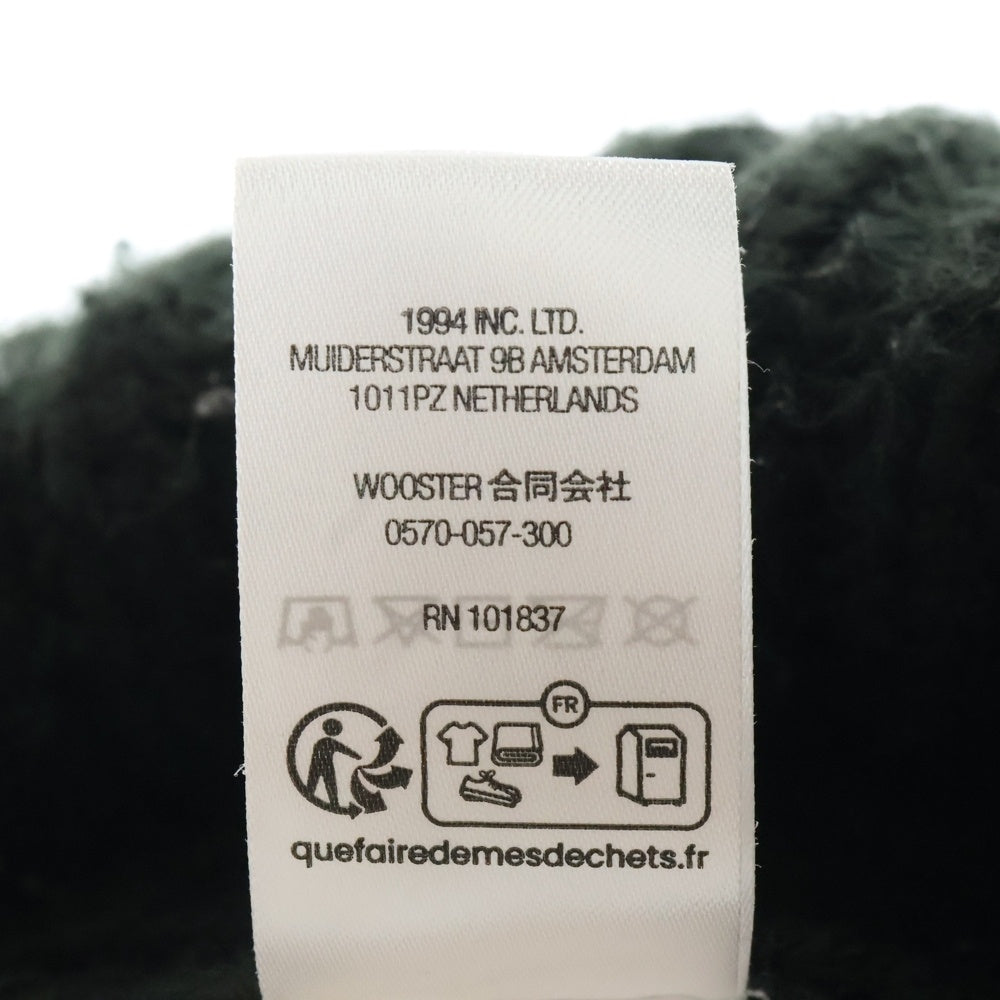 1994 INC. LTD.
MUIDERSTRAAT 9B AMSTERDAM
1011PZ NETHERLANDS
WOOSTER 合同会社
0570-057-300
RN 101837
FR
quefairedemesdechets.fr